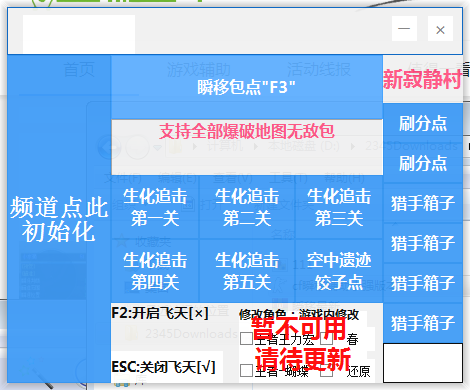 瞬移包点"F3"
新寂静村
支持全部爆破地图无敌包
刷分点
刷分点
频道点此
初始化
生化追击
第一关
生化追击
第二关
生化追击
第三关
猎手箱子
生化追击
第四关
生化追击
第五关
空中遗迹
饺子点
猎手箱子
猎手箱子
猎手箱子
F2:开启飞天[×]
修改角色：游戏内修改
暂不可用
王者王力宏
春
请待更新
ESC:关闭飞天[√]
王者
蝴蝶
还原
首页
游戏辅助
活动线报
2345Downloads